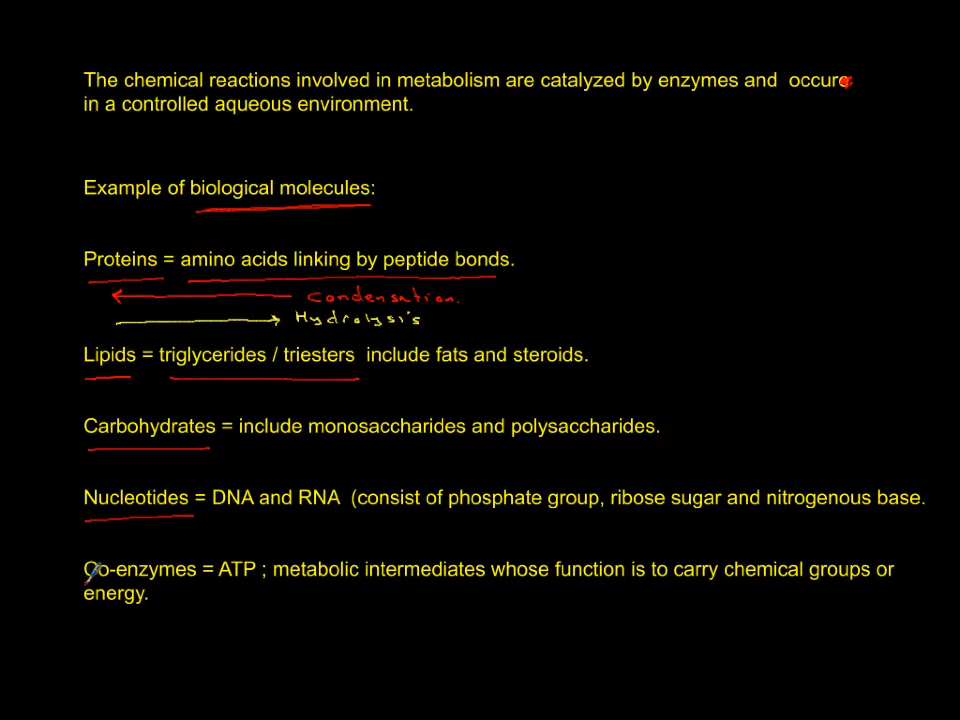 The chemical reactions involved in metabolism are catalyzed by enzymes and occurs
in a controlled aqueous environment.
Example of biological molecules:
Proteins = amino acids linking by peptide bonds.
Condensation.
Hydrolysis
Lipids = triglycerides / triesters include fats and steroids.
Carbohydrates = include monosaccharides and polysaccharides.
Nucleotides = DNA and RNA (consist of phosphate group, ribose sugar and nitrogenous base.
Co-enzymes = ATP ; metabolic intermediates whose function is to carry chemical groups or
energy.